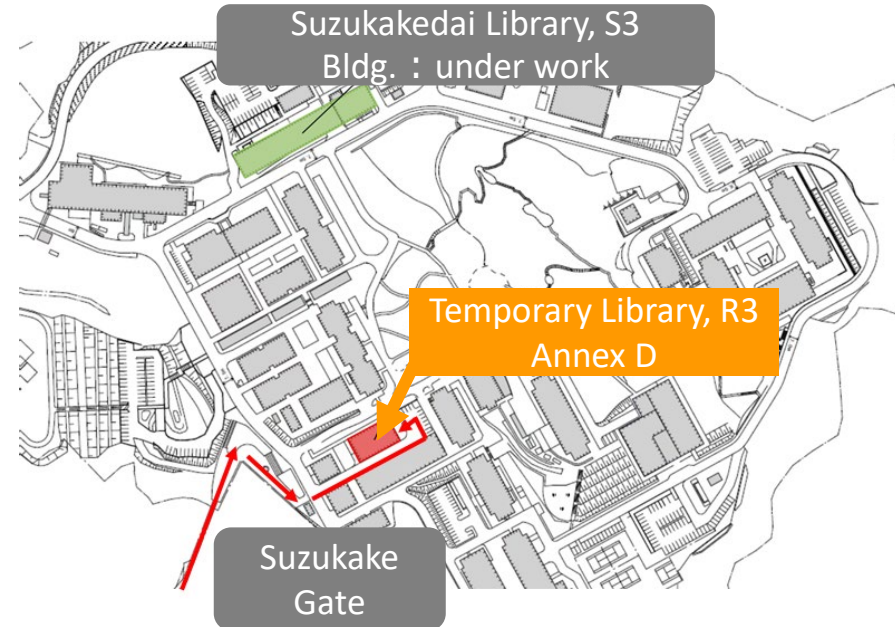 Suzukakedai Library, S3
Bldg.：under work
Temporary Library, R3
Annex D
Suzukake
Gate